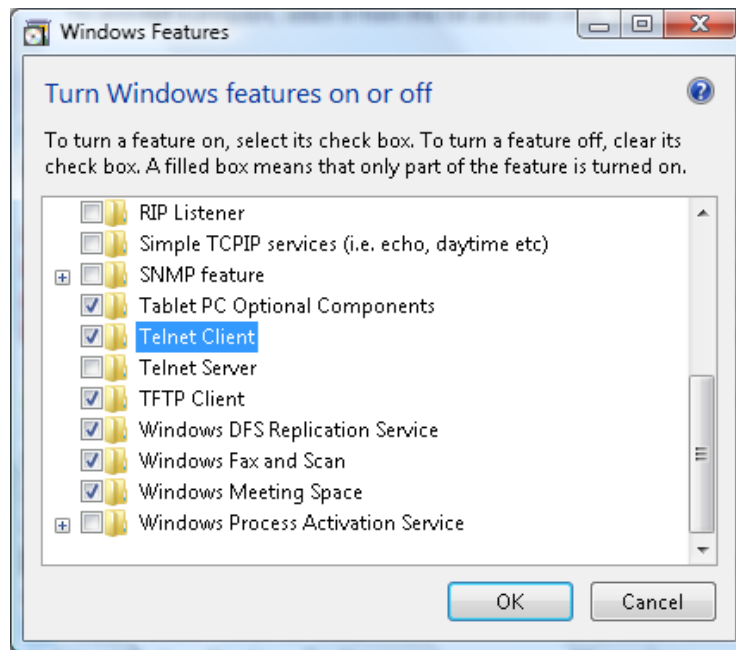 Windows Features
Turn Windows features on or off
To turn a feature on, select its check box. To turn a feature off, clear its
check box. A filled box means that only part of the feature is turned on.
RIP Listener
Simple TCPIP services (i.e. echo, daytime etc)
SNMP feature
Tablet PC Optional Components
Telnet Client
Telnet Server
TFTP Client
Windows DFS Replication Service
Windows Fax and Scan
Windows Meeting Space
Windows Process Activation Service
OK
Cancel